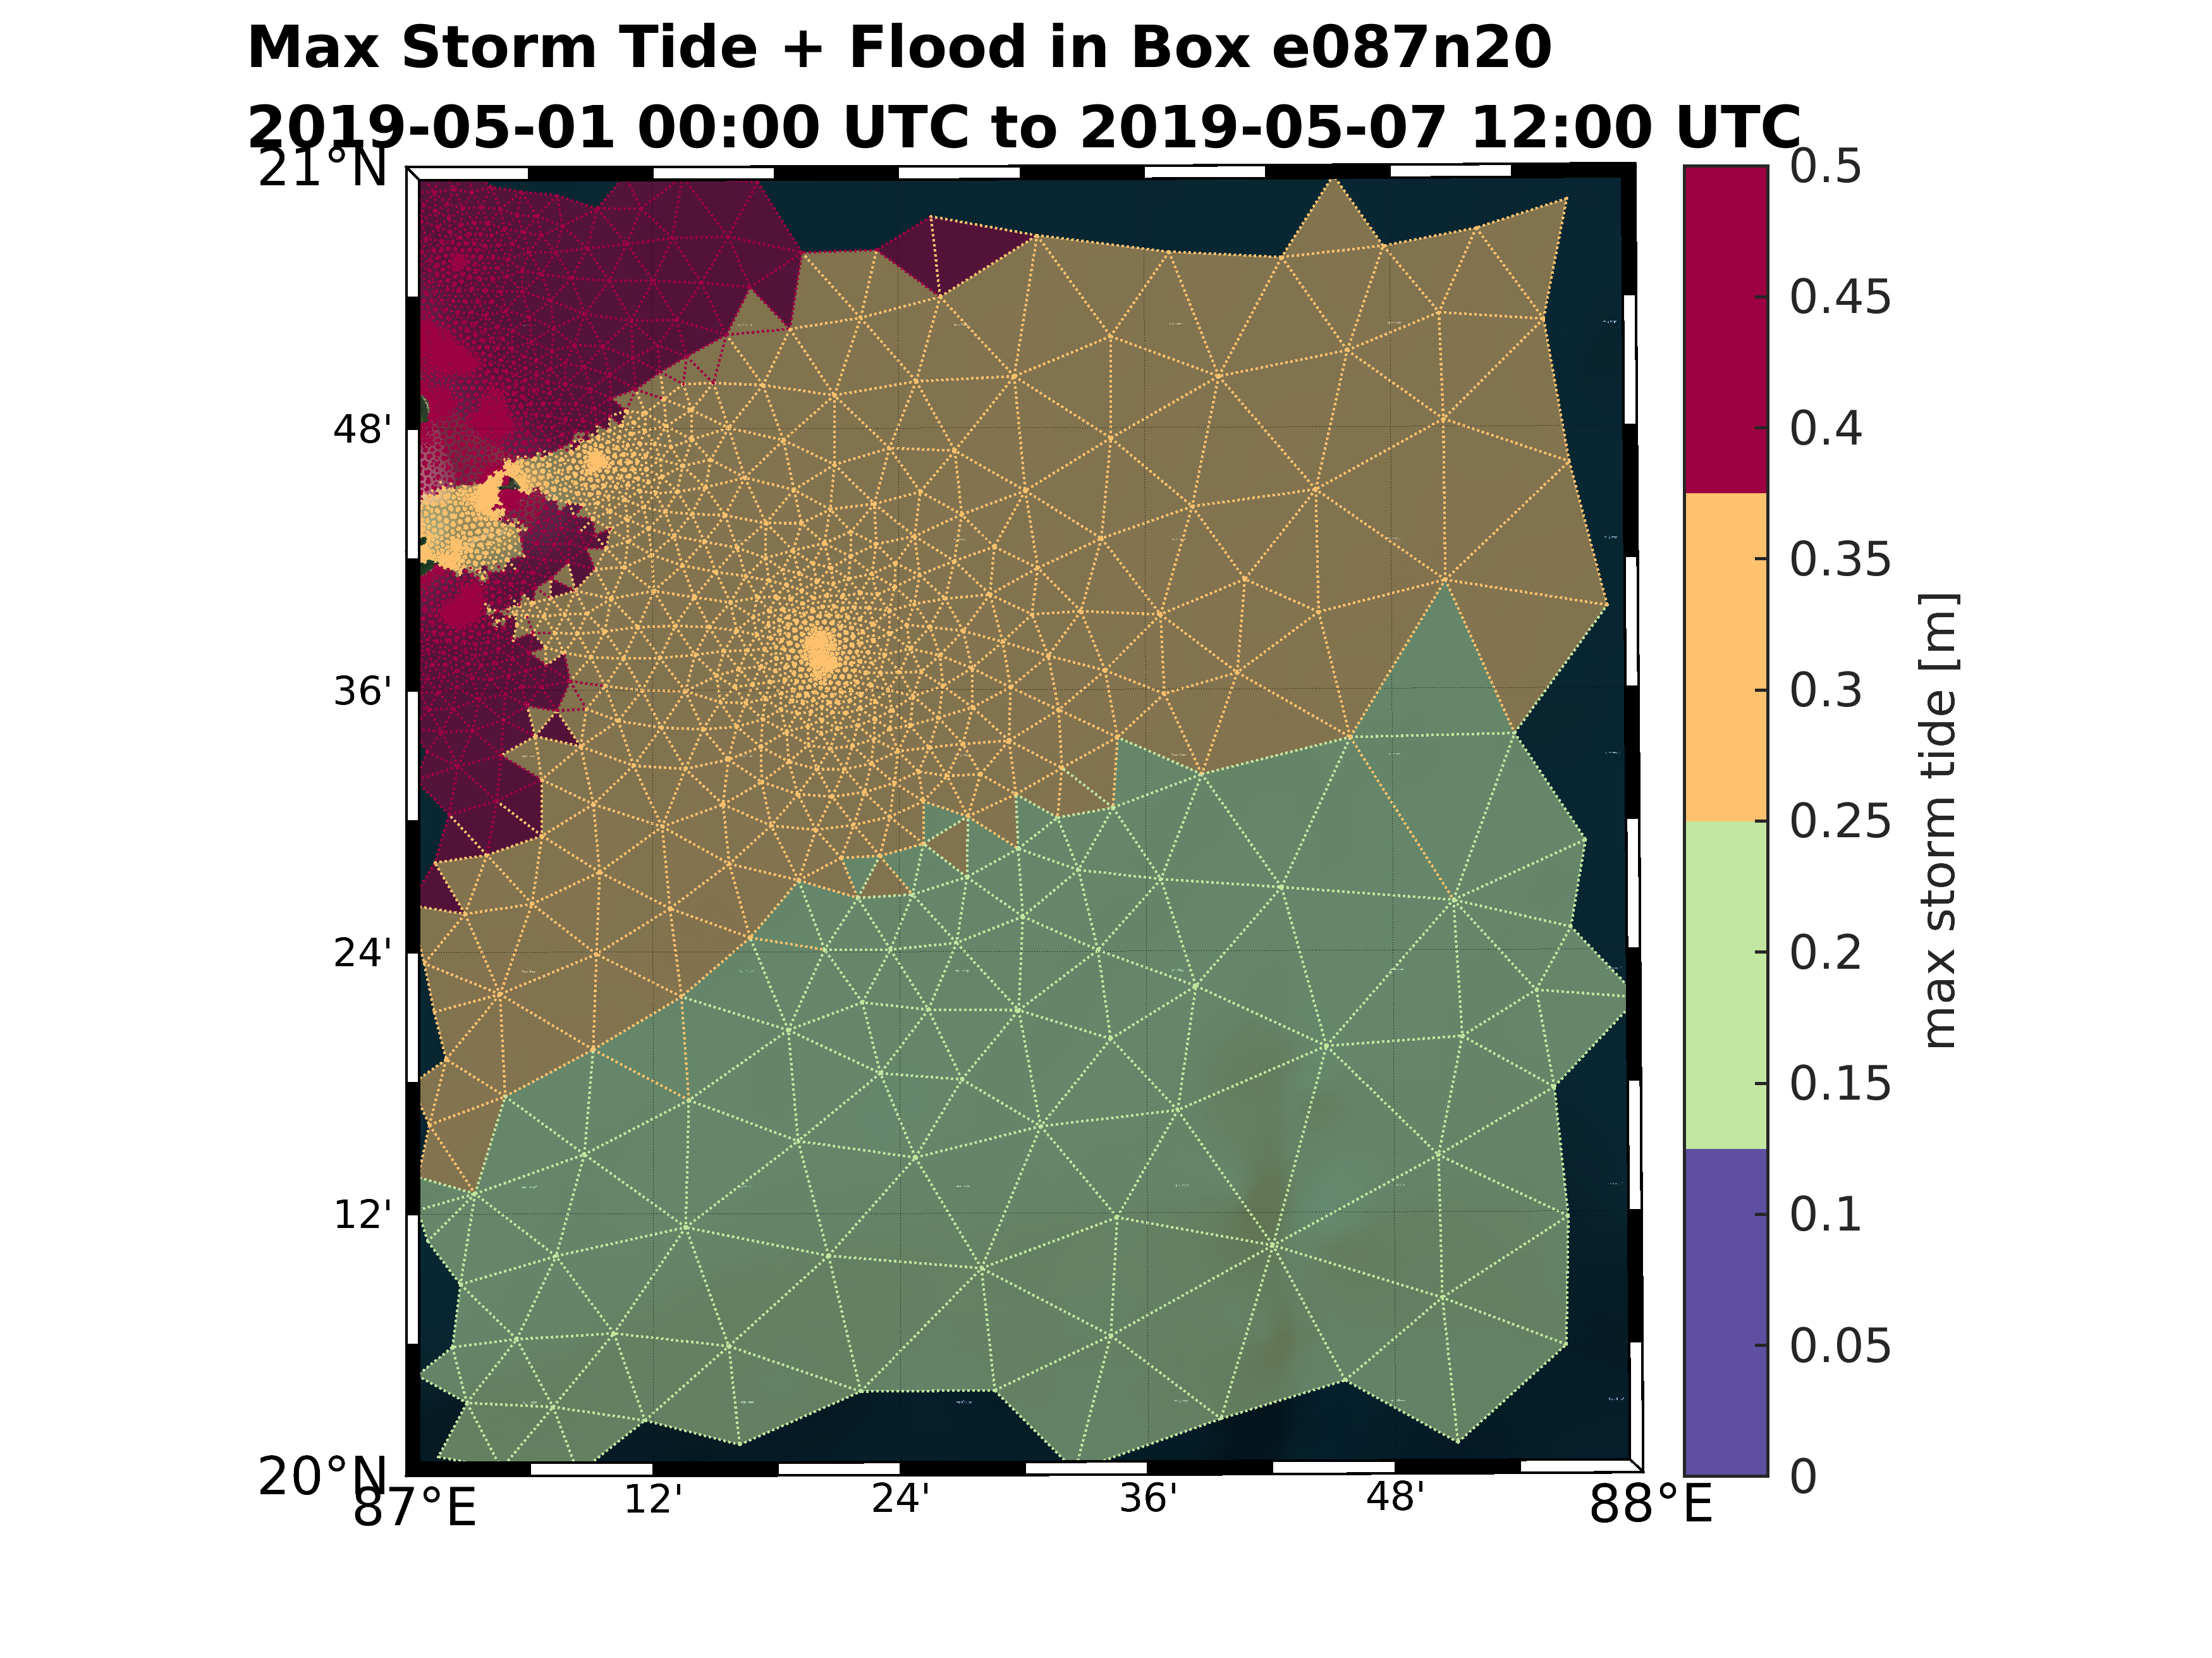 Max Storm Tide + Flood in Box e087n20
2019-05-01 00:00 UTC to 2019-05-07 12:00 UTC
21°N
48'
36'
24'
12'
20°N
87°E
12'
24'
36'
48'
88°E
0.5
0.45
0.4
0.35
0.3
0.25
0.2
0.15
0.1
0.05
0
max storm tide [m]